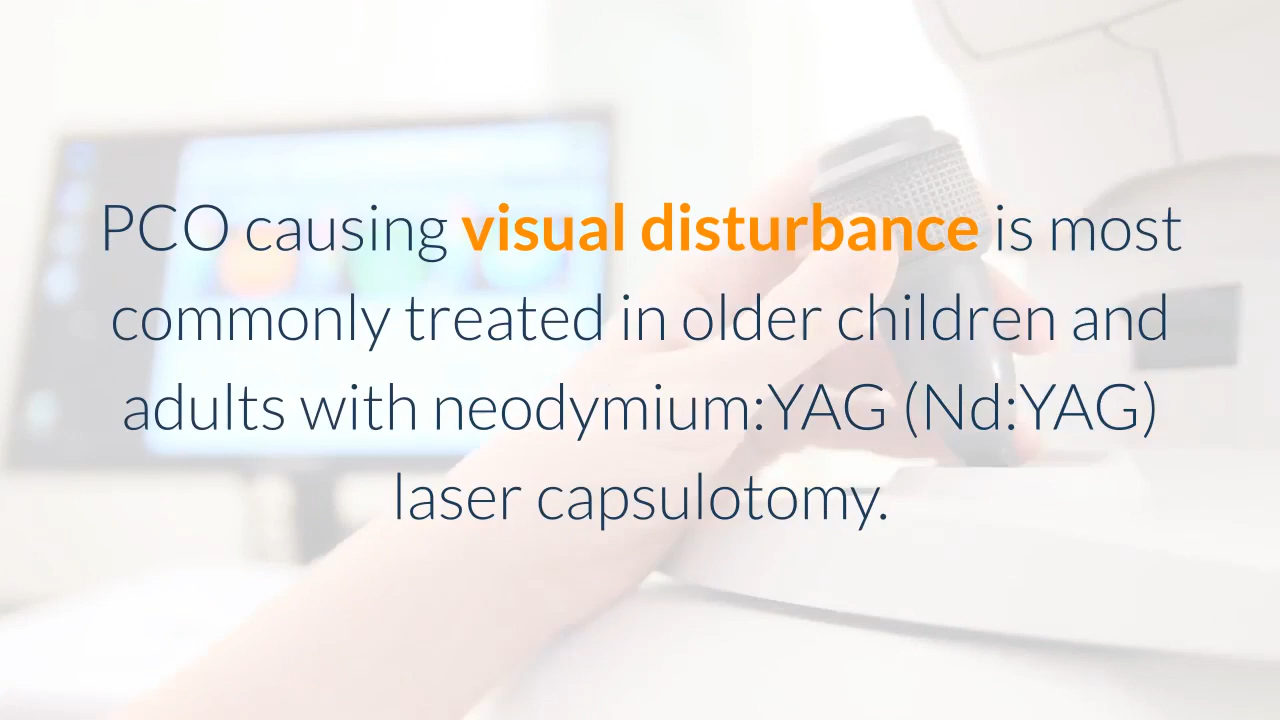 PCO causing visual disturbance is most
commonly treated in older children and
adults with neodymium:YAG (Nd:YAG)
laser capsulotomy.